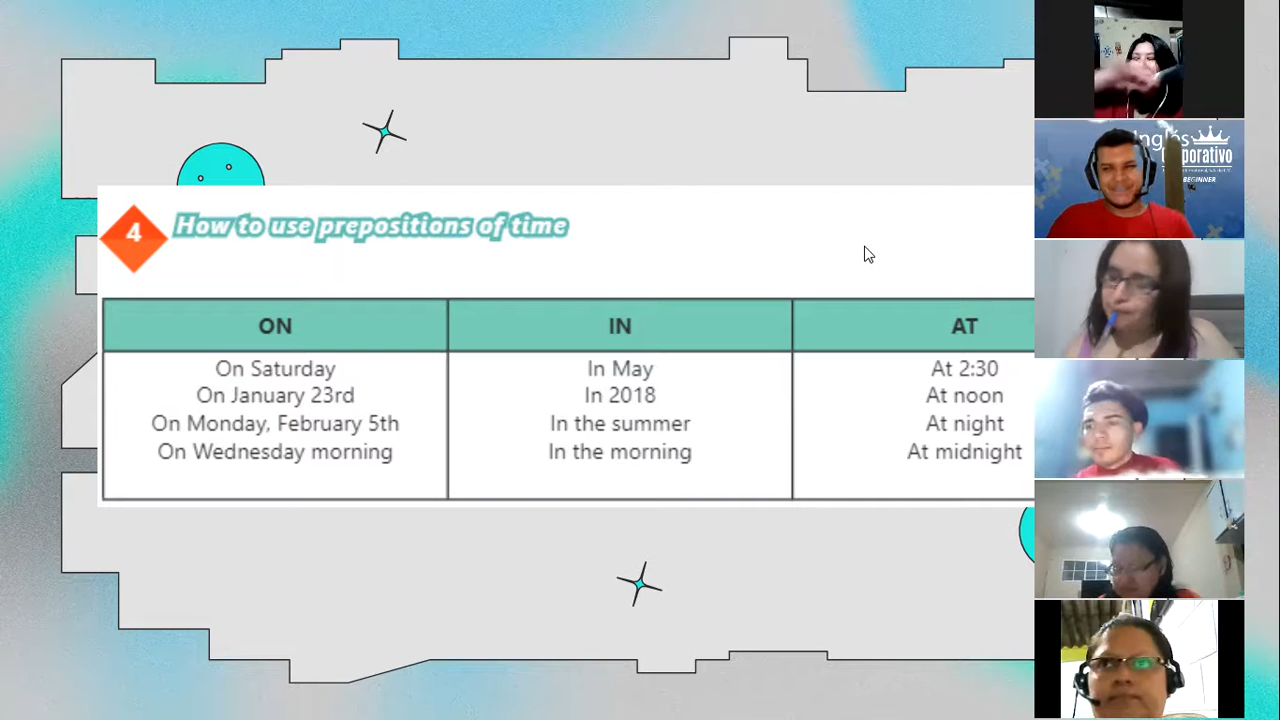 4
How to use prepositions of time
ON IN AT
On Saturday In May At 2:30
On January 23rd In 2018 At noon
On Monday, February 5th In the summer At night
On Wednesday morning In the morning At midnight
Inglés
BEGINNER